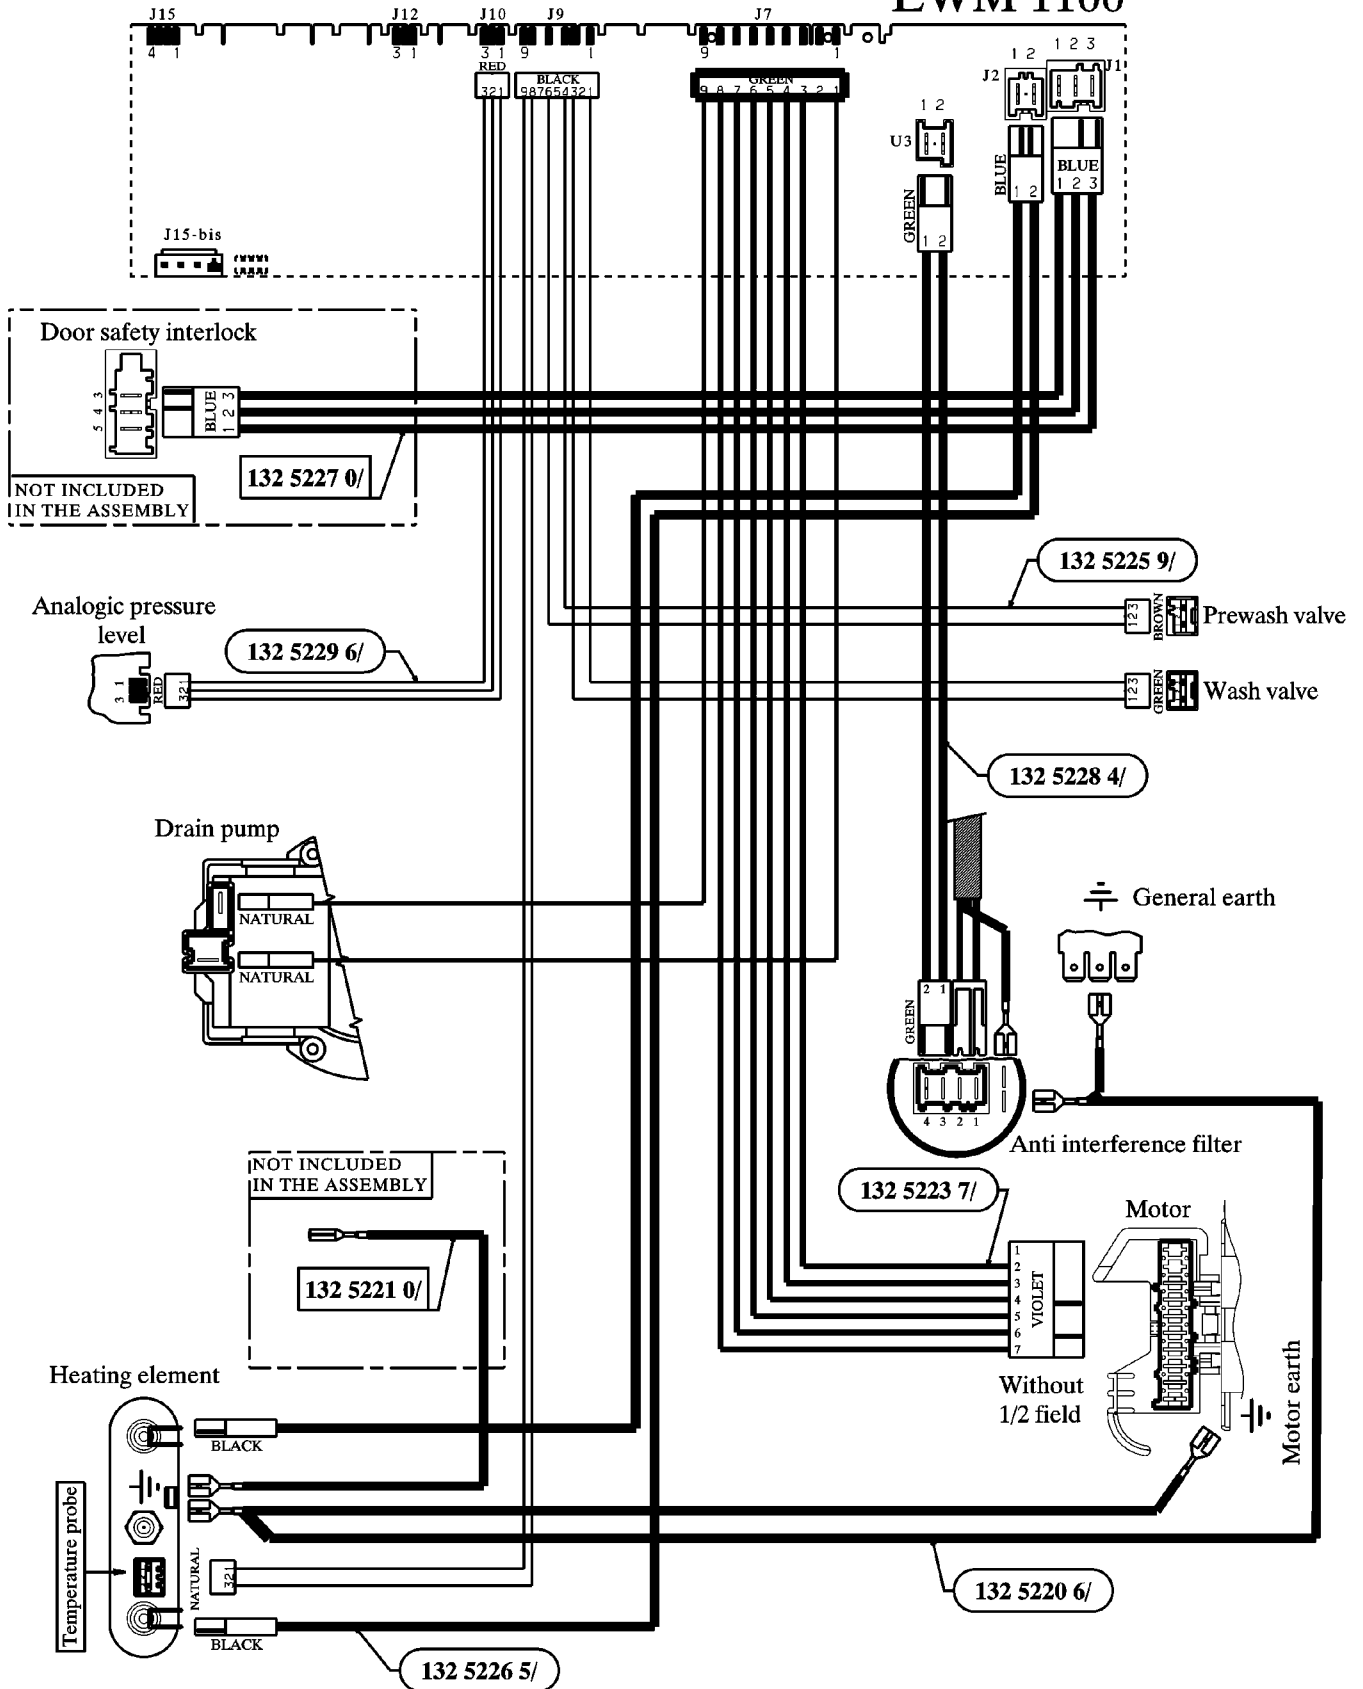 EWM 1100
J15
J12
J10
J9
J7
4 1
3 1
3 1
9 1
9 1
RED
321
BLACK
987654321
GREEN
9 8 7 6 5 4 3 2 1
1 2
J2
1 2 3
J1
1 2
U3
BLUE
1 2
BLUE
1 2 3
GREEN
1 2
J15-bis
Door safety interlock
5 4 3
BLUE
1 2 3
132 5227 0/
NOT INCLUDED
IN THE ASSEMBLY
132 5225 9/
123
BROWN
Prewash valve
Analogic pressure
level
3 1
RED
321
132 5229 6/
123
GREEN
Wash valve
132 5228 4/
Drain pump
NATURAL
NATURAL
General earth
GREEN
2 1
4 3 2 1
Anti interference filter
NOT INCLUDED
IN THE ASSEMBLY
132 5221 0/
132 5223 7/
Motor
1
2
3
4
5
6
7
VIOLET
Without
1/2 field
Motor earth
Heating element
BLACK
Temperature probe
NATURAL
321
BLACK
132 5220 6/
132 5226 5/